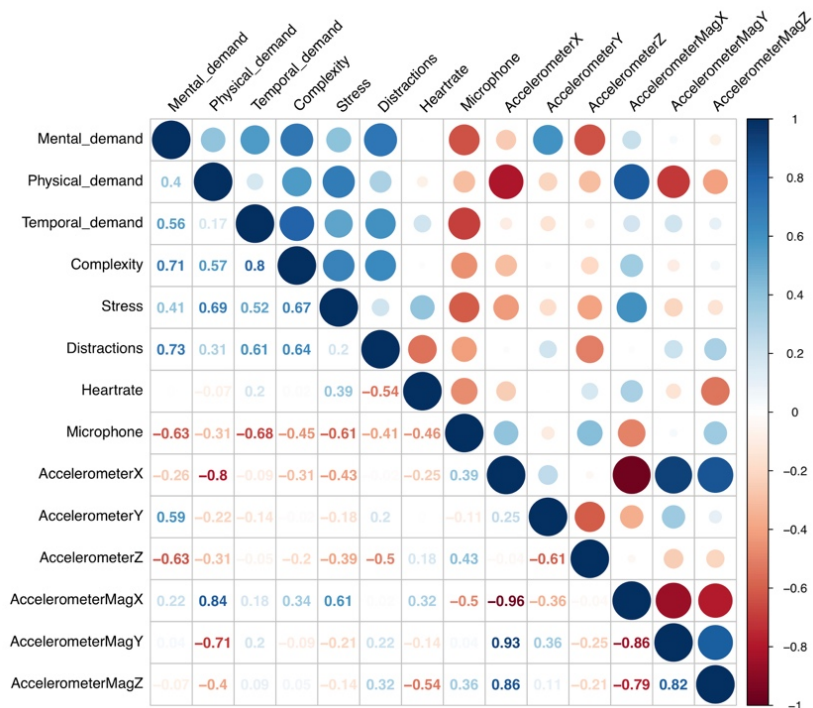 Mental_demand
Physical_demand
Temporal_demand
Complexity
Stress
Distractions
Heartrate
Microphone
AccelerometerX
AccelerometerY
AccelerometerZ
AccelerometerMagX
AccelerometerMagY
AccelerometerMagZ
Mental_demand
Physical_demand 0.4
Temporal_demand 0.56 0.17
Complexity 0.71 0.57 0.8
Stress 0.41 0.69 0.52 0.67
Distractions 0.73 0.31 0.61 0.64 0.2
Heartrate −0.07 0.2 0.39 −0.54
Microphone −0.63 −0.31 −0.68 −0.45 −0.61 −0.41 −0.46
AccelerometerX −0.26 −0.8 −0.09 −0.31 −0.43 −0.25 0.39
AccelerometerY 0.59 −0.22 −0.14 −0.18 0.2 −0.11 0.25
AccelerometerZ −0.63 −0.31 −0.05 −0.2 −0.39 −0.5 0.18 0.43 −0.61
AccelerometerMagX 0.22 0.84 0.18 0.34 0.61 0.32 −0.5 −0.96 −0.36
AccelerometerMagY 0.04 −0.71 0.2 −0.09 −0.21 0.22 −0.14 0.04 0.93 0.36 −0.25 −0.86
AccelerometerMagZ −0.07 −0.4 0.09 0.05 −0.14 0.32 −0.54 0.36 0.86 0.11 −0.21 −0.79 0.82
1
0.8
0.6
0.4
0.2
0
−0.2
−0.4
−0.6
−0.8
−1